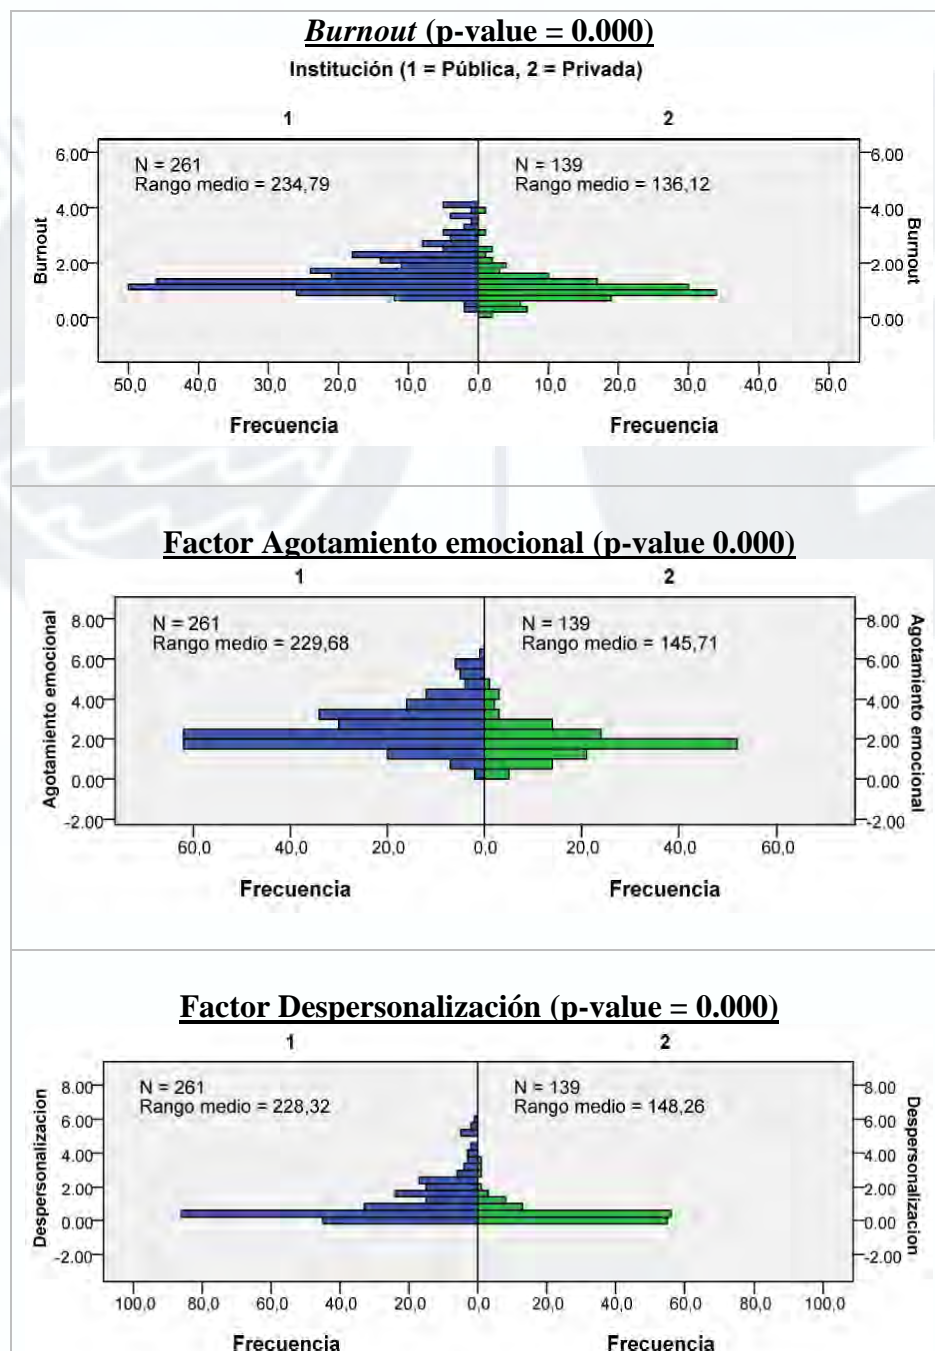 Burnout (p-value = 0.000)
Institución (1 = Pública, 2 = Privada)
1 2
N = 261 N = 139
Rango medio = 234,79 Rango medio = 136,12
Burnout
6.00 6.00
4.00 4.00
2.00 2.00
0.00 0.00
Burnout
50,0 40,0 30,0 20,0 10,0 0,0 10,0 20,0 30,0 40,0 50,0
Frecuencia Frecuencia
Factor Agotamiento emocional (p-value 0.000)
1 2
N = 261 N = 139
Rango medio = 229,68 Rango medio = 145,71
Agotamiento emocional
8.00 8.00
6.00 6.00
4.00 4.00
2.00 2.00
0.00 0.00
-2.00 -2.00
Agotamiento emocional
60,0 40,0 20,0 0,0 20,0 40,0 60,0
Frecuencia Frecuencia
Factor Despersonalización (p-value = 0.000)
1 2
N = 261 N = 139
Rango medio = 228,32 Rango medio = 148,26
Despersonalizacion
8.00 8.00
6.00 6.00
4.00 4.00
2.00 2.00
0.00 0.00
-2.00 -2.00
Despersonalizacion
100,0 80,0 60,0 40,0 20,0 0,0 20,0 40,0 60,0 80,0 100,0
Frecuencia Frecuencia